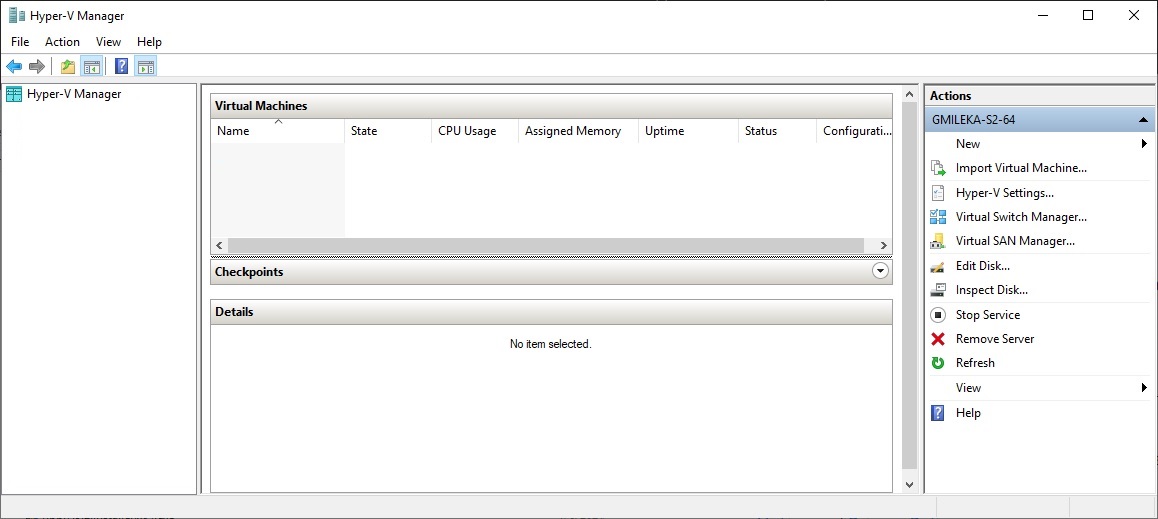 Hyper-V Manager
File Action View Help
Hyper-V Manager
Virtual Machines
Name State CPU Usage Assigned Memory Uptime Status Configurati...
Checkpoints
Details
No item selected.
Actions
GMILEKA-S2-64
New
Import Virtual Machine...
Hyper-V Settings...
Virtual Switch Manager...
Virtual SAN Manager...
Edit Disk...
Inspect Disk...
Stop Service
Remove Server
Refresh
View
Help